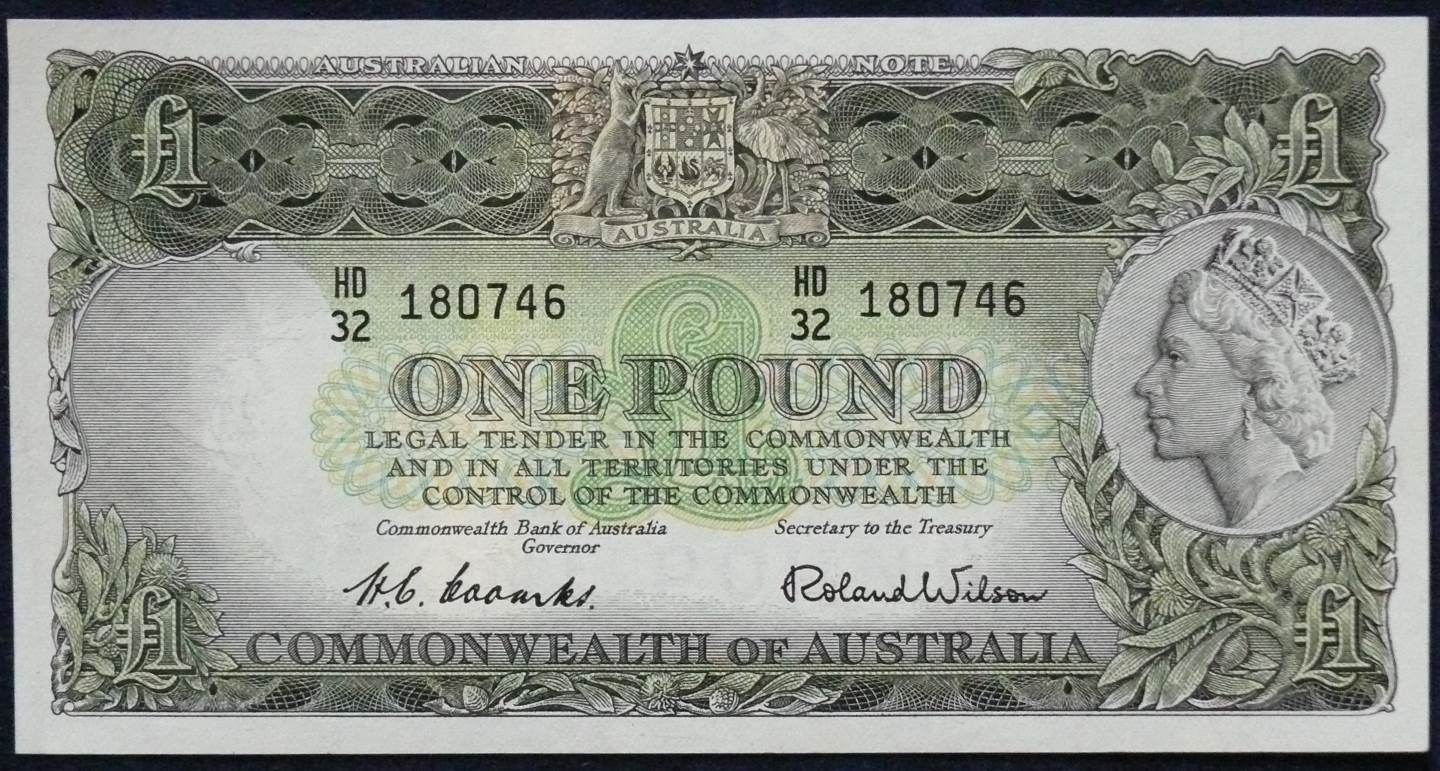 AUSTRALIAN NOTE
£1 £1
AUSTRALIA
HD 32 180746 HD 32 180746
£
ONE POUND
LEGAL TENDER IN THE COMMONWEALTH
AND IN ALL TERRITORIES UNDER THE
CONTROL OF THE COMMONWEALTH
Commonwealth Bank of Australia Secretary to the Treasury
Governor
H.C. Coombs. Roland Wilson
£1 £1
COMMONWEALTH OF AUSTRALIA